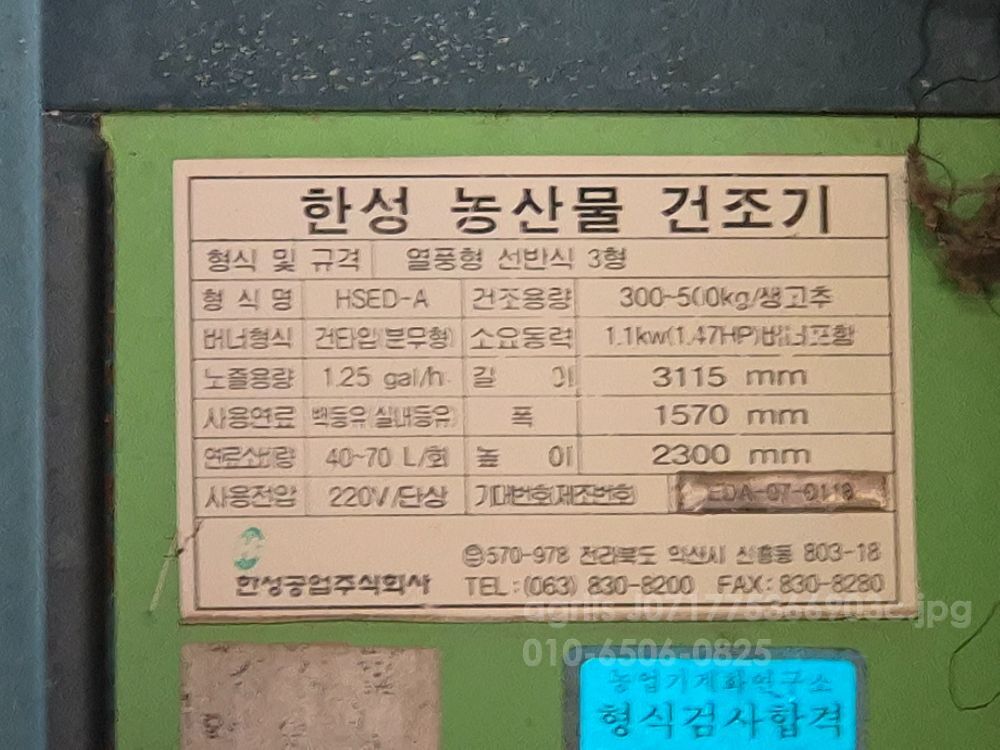 한성 농산물 건조기
형식 및 규격 열풍형 선반식 3형
형 식 명 HSED-A 건조용량 300~500kg/생고추
버너형식 건타입(분무형) 소요동력 1.1kw(1.47HP)버너포함
노즐용량 1.25 gal/h 길 이 3115 mm
사용연료 백등유(실내등유) 폭 1570 mm
연료소비량 40~70 L/회 높 이 2300 mm
사용전압 220V/단상 기대번호(제조번호) EDA-07-0118
㉾570-978 전라북도 익산시 신흥동 803-18
한성공업주식회사 TEL:(063) 830-8200 FAX:830-8280
010-6506-0825
농업기계화연구소
형식검사합격